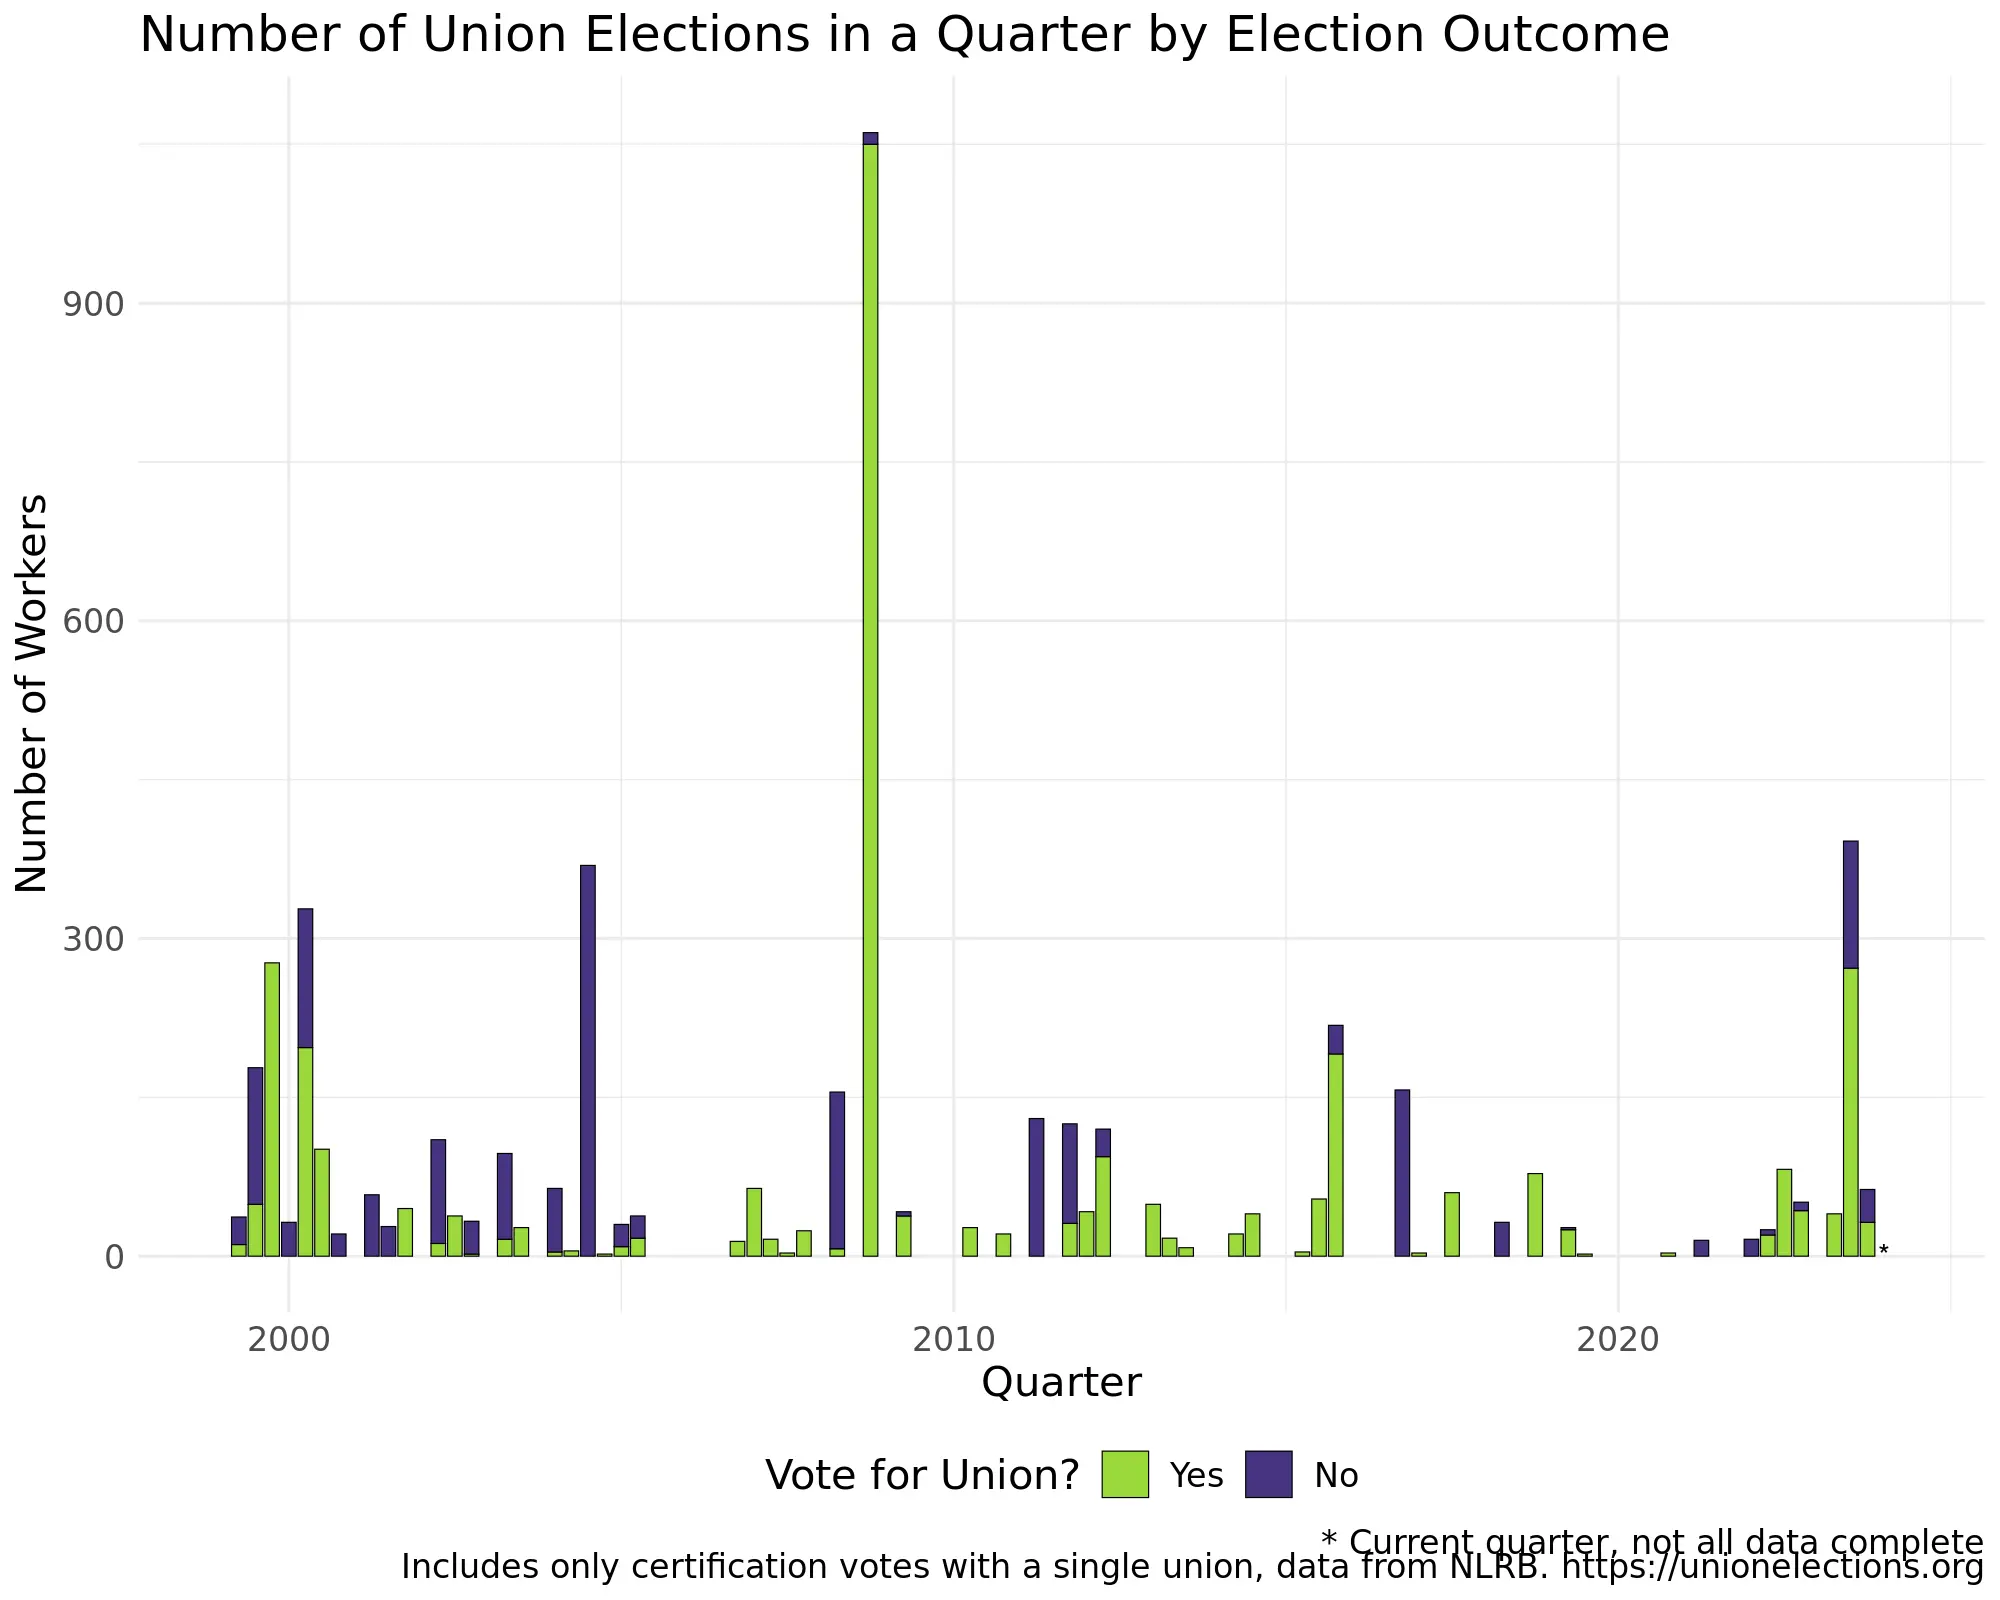 Number of Union Elections in a Quarter by Election Outcome
Number of Workers
900
600
300
0
*
2000
2010
2020
Quarter
Vote for Union?
Yes
No
* Current quarter, not all data complete
Includes only certification votes with a single union, data from NLRB. https://unionelections.org